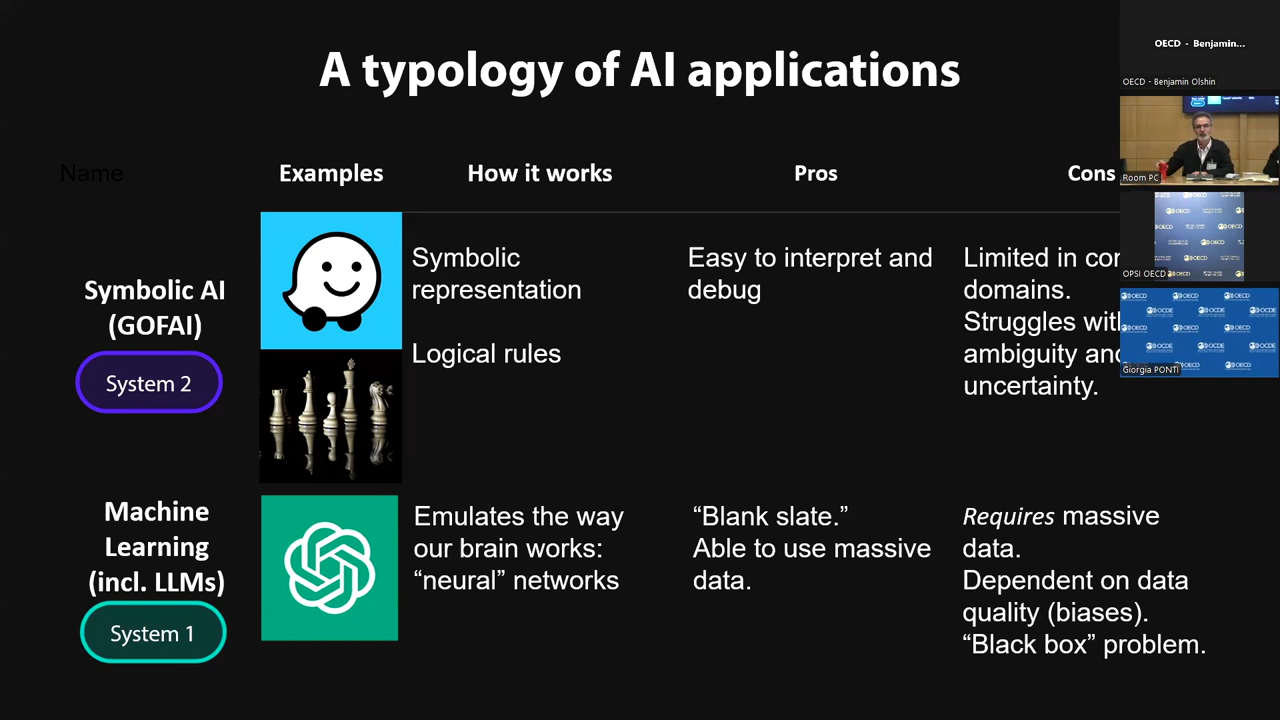 A typology of AI applications
OECD - Benjamin...
OECD - Benjamin Olshin
Room PC
OPSI OECD
Giorgia PONTI
Name
Examples
How it works
Pros
Cons
Symbolic AI
(GOFAI)
System 2
Symbolic
representation
Logical rules
Easy to interpret and
debug
Limited in
domains.
Struggles
ambiguity
uncertainty.
Machine
Learning
(incl. LLMs)
System 1
Emulates the way
our brain works:
“neural” networks
“Blank slate.”
Able to use massive
data.
Requires massive
data.
Dependent on data
quality (biases).
“Black box” problem.